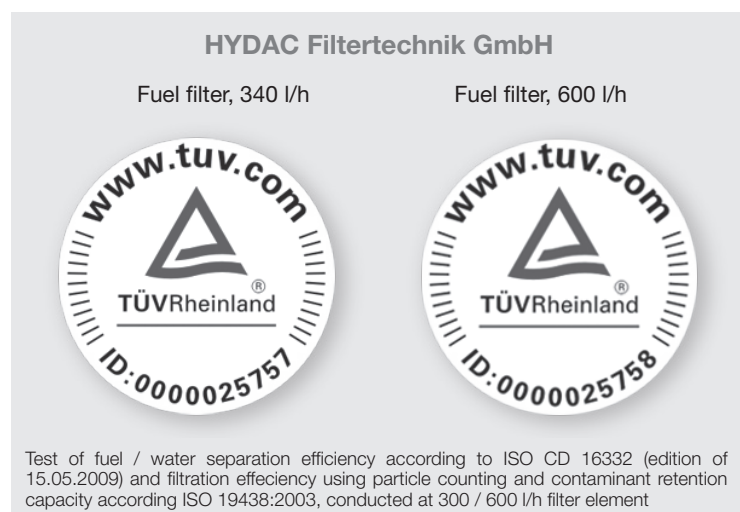 HYDAC Filtertechnik GmbH
Fuel filter, 340 l/h
Fuel filter, 600 l/h
www.tuv.com
®
TÜVRheinland
ID:0000025757
www.tuv.com
®
TÜVRheinland
ID:0000025758
Test of fuel / water separation efficiency according to ISO CD 16332 (edition of
15.05.2009) and filtration effeciency using particle counting and contaminant retention
capacity according ISO 19438:2003, conducted at 300 / 600 l/h filter element